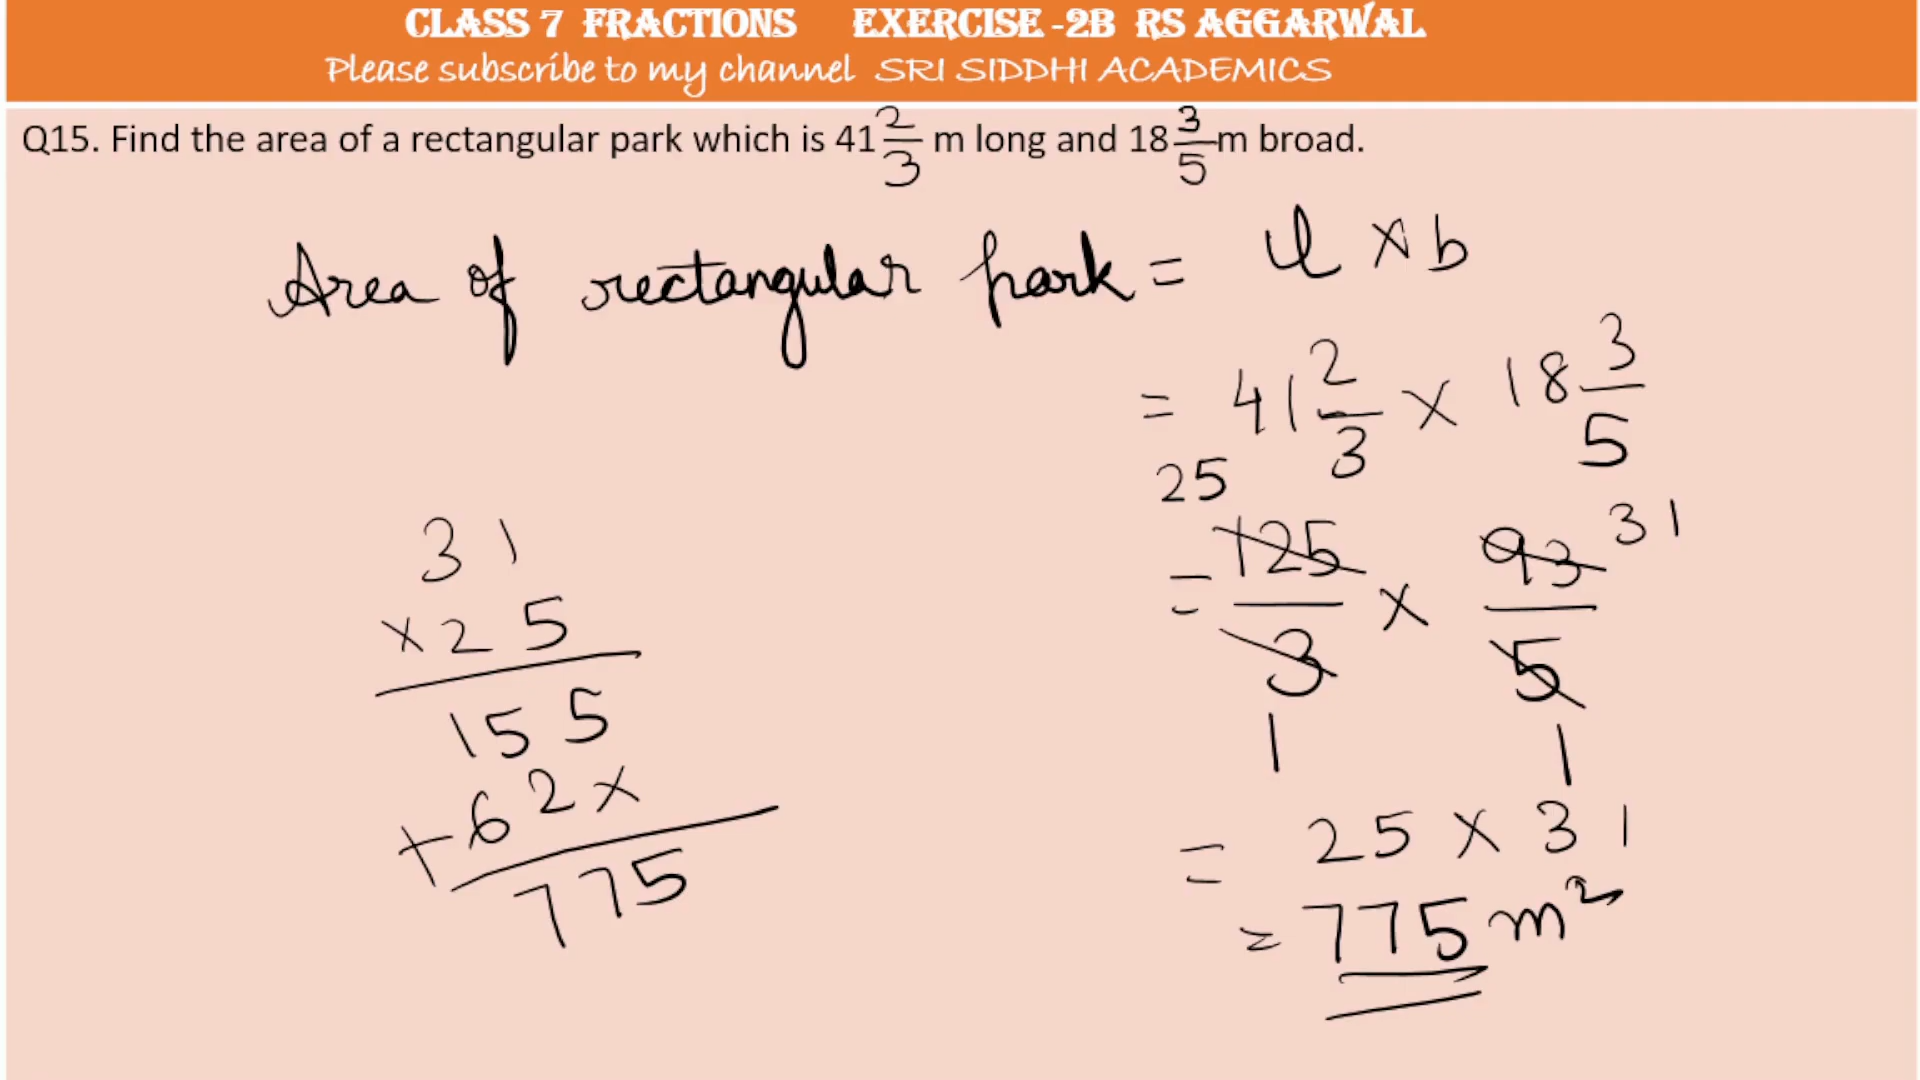 CLASS 7 FRACTIONS EXERCISE -2B RS AGGARWAL
Please subscribe to my channel SRI SIDDHI ACADEMICS
Q15. Find the area of a rectangular park which is 41 2/3 m long and 18 3/5 m broad.
Area of rectangular park = l × b
= 41 2/3 × 18 3/5
25 31
= 125/3 × 93/5
1 1
= 25 × 31
= 775 m²
31
×25
155
+62×
775